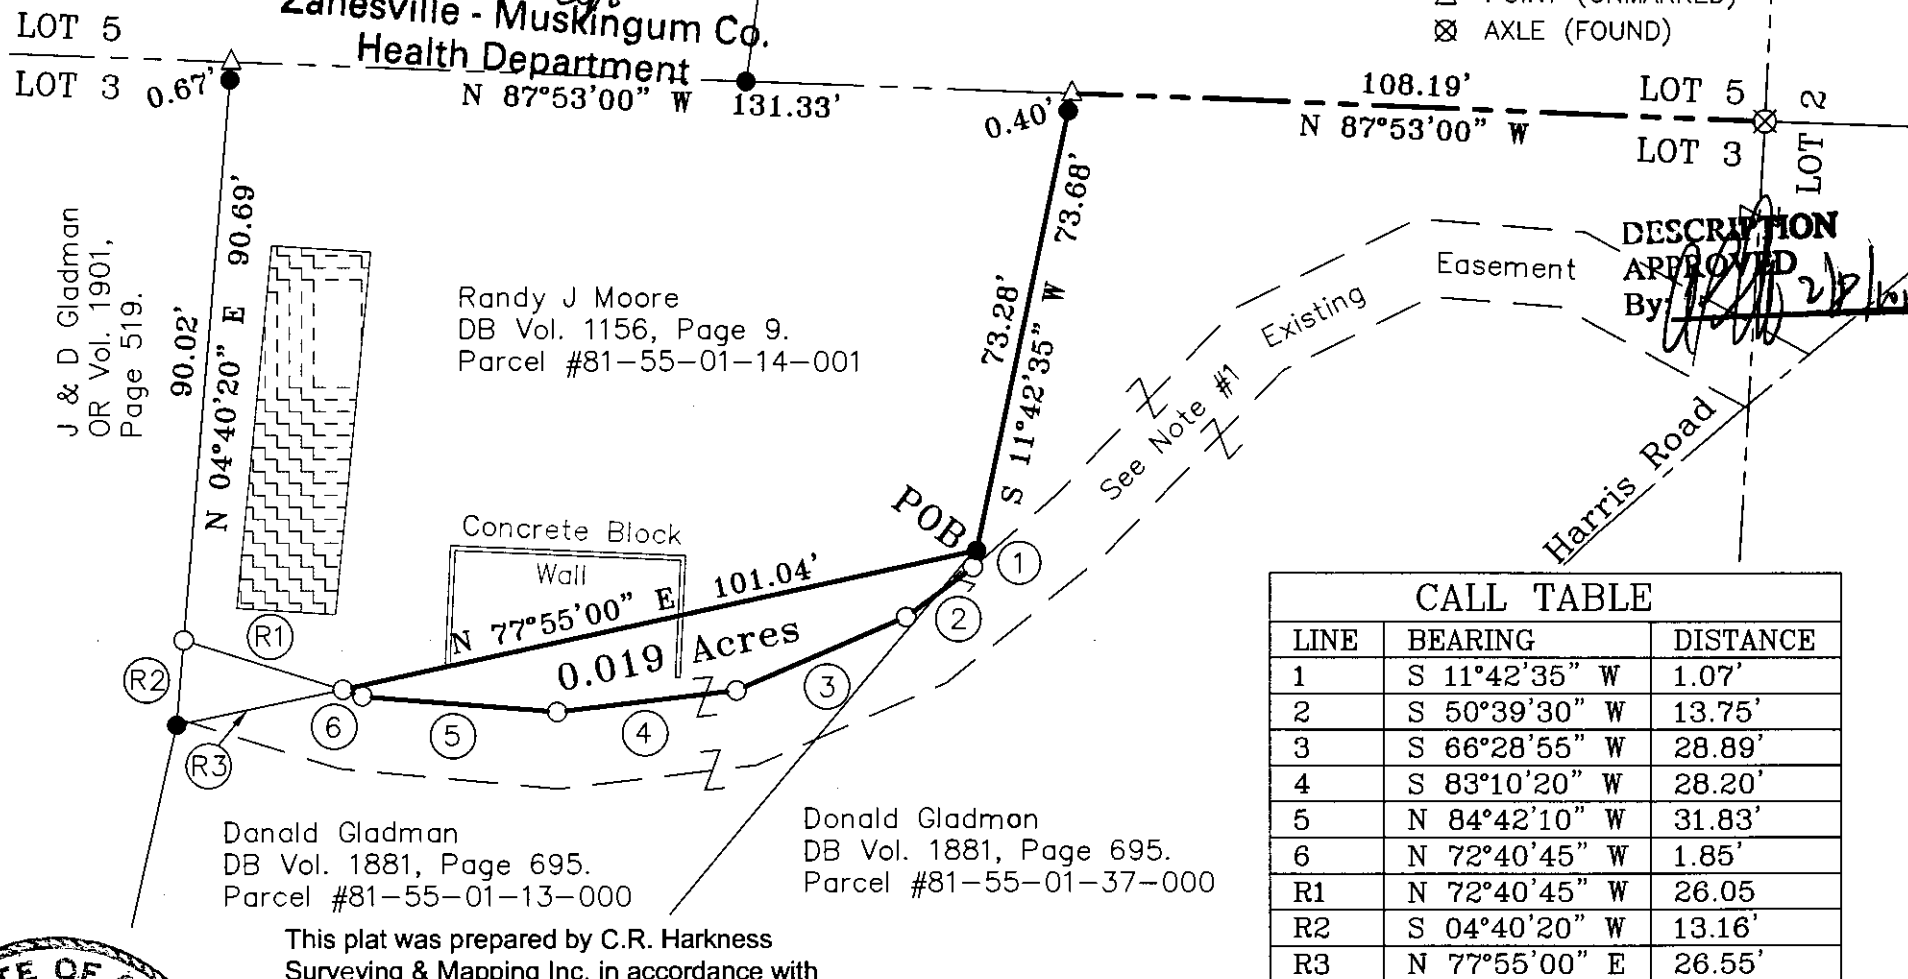 Zanesville - Muskingum Co.
Health Department
POINT (UNMARKED)
AXLE (FOUND)
LOT 5
LOT 3
0.67'
N 87°53'00" W 131.33'
0.40'
108.19'
N 87°53'00" W
LOT 5
LOT 3
LOT 2
J & D Gladman
OR Vol. 1901,
Page 519.
90.02'
N 04°40'20" E 90.69'
Randy J Moore
DB Vol. 1156, Page 9.
Parcel #81-55-01-14-001
73.28'
S 11°42'35" W 73.68'
Existing
Easement
See Note #1
DESCRIPTION
APPROVED
By:
Harris Road
POB
Concrete Block
Wall
N 77°55'00" E 101.04'
0.019 Acres
1
2
3
4
5
6
R1
R2
R3
Danald Gladman
DB Vol. 1881, Page 695.
Parcel #81-55-01-13-000
Donald Gladmon
DB Vol. 1881, Page 695.
Parcel #81-55-01-37-000
This plat was prepared by C.R. Harkness
Surveying & Mapping Inc. in accordance with
CALL TABLE
LINE BEARING DISTANCE
1 S 11°42'35" W 1.07'
2 S 50°39'30" W 13.75'
3 S 66°28'55" W 28.89'
4 S 83°10'20" W 28.20'
5 N 84°42'10" W 31.83'
6 N 72°40'45" W 1.85'
R1 N 72°40'45" W 26.05
R2 S 04°40'20" W 13.16'
R3 N 77°55'00" E 26.55'
TE OF